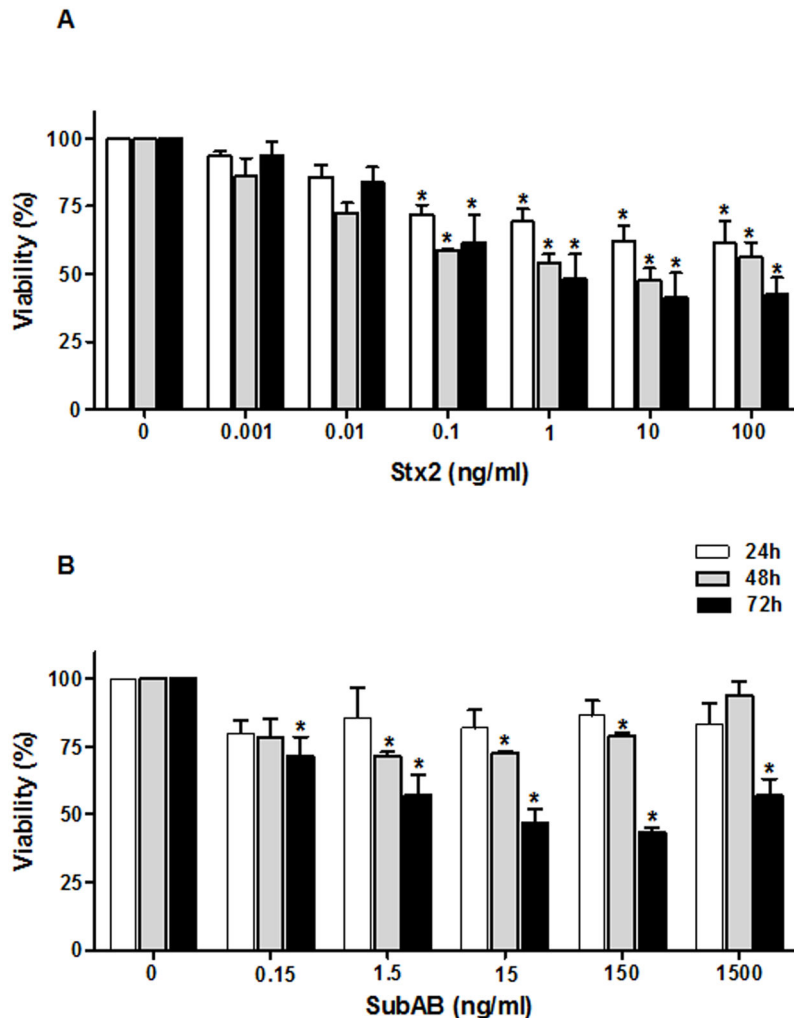 A
Viability (%)
100
75
50
25
0
* * * * * * * * * * * *
0 0.001 0.01 0.1 1 10 100
Stx2 (ng/ml)
24h
48h
72h
B
Viability (%)
100
75
50
25
0
* * * * * * * *
0 0.15 1.5 15 150 1500
SubAB (ng/ml)